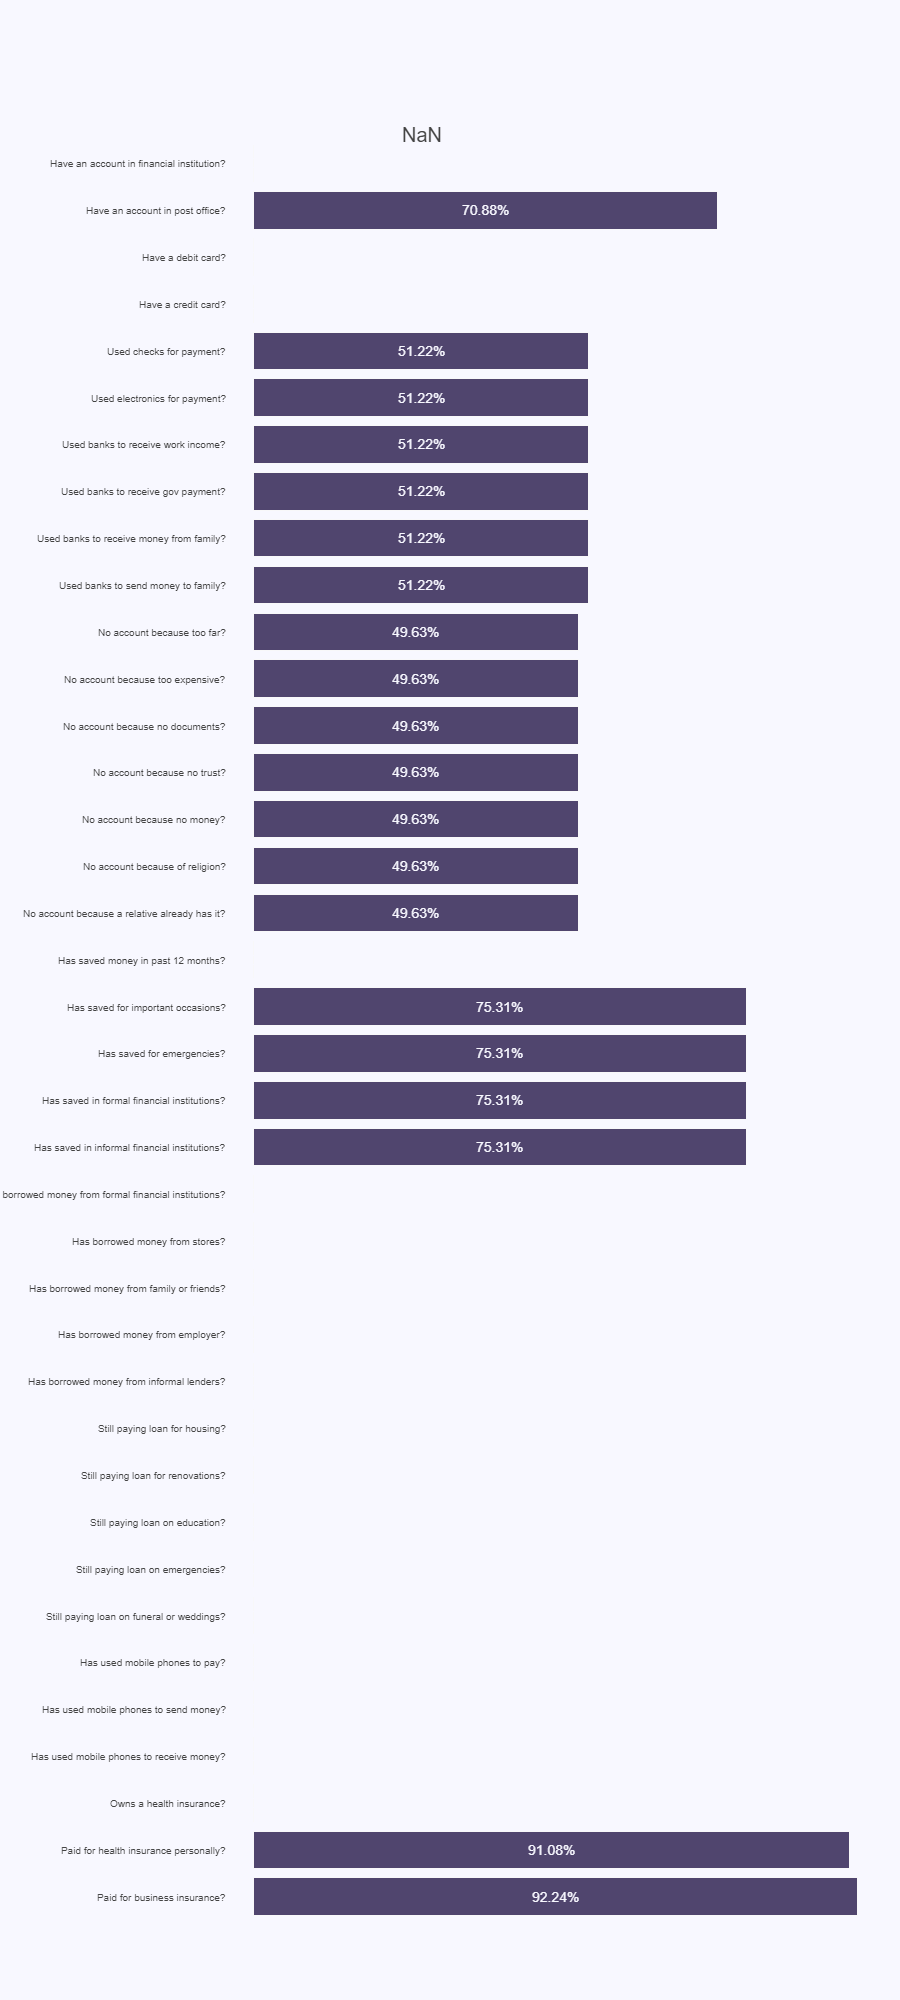 NaN
Have an account in financial institution?
Have an account in post office? 70.88%
Have a debit card?
Have a credit card?
Used checks for payment? 51.22%
Used electronics for payment? 51.22%
Used banks to receive work income? 51.22%
Used banks to receive gov payment? 51.22%
Used banks to receive money from family? 51.22%
Used banks to send money to family? 51.22%
No account because too far? 49.63%
No account because too expensive? 49.63%
No account because no documents? 49.63%
No account because no trust? 49.63%
No account because no money? 49.63%
No account because of religion? 49.63%
No account because a relative already has it? 49.63%
Has saved money in past 12 months?
Has saved for important occasions? 75.31%
Has saved for emergencies? 75.31%
Has saved in formal financial institutions? 75.31%
Has saved in informal financial institutions? 75.31%
borrowed money from formal financial institutions?
Has borrowed money from stores?
Has borrowed money from family or friends?
Has borrowed money from employer?
Has borrowed money from informal lenders?
Still paying loan for housing?
Still paying loan for renovations?
Still paying loan on education?
Still paying loan on emergencies?
Still paying loan on funeral or weddings?
Has used mobile phones to pay?
Has used mobile phones to send money?
Has used mobile phones to receive money?
Owns a health insurance?
Paid for health insurance personally? 91.08%
Paid for business insurance? 92.24%